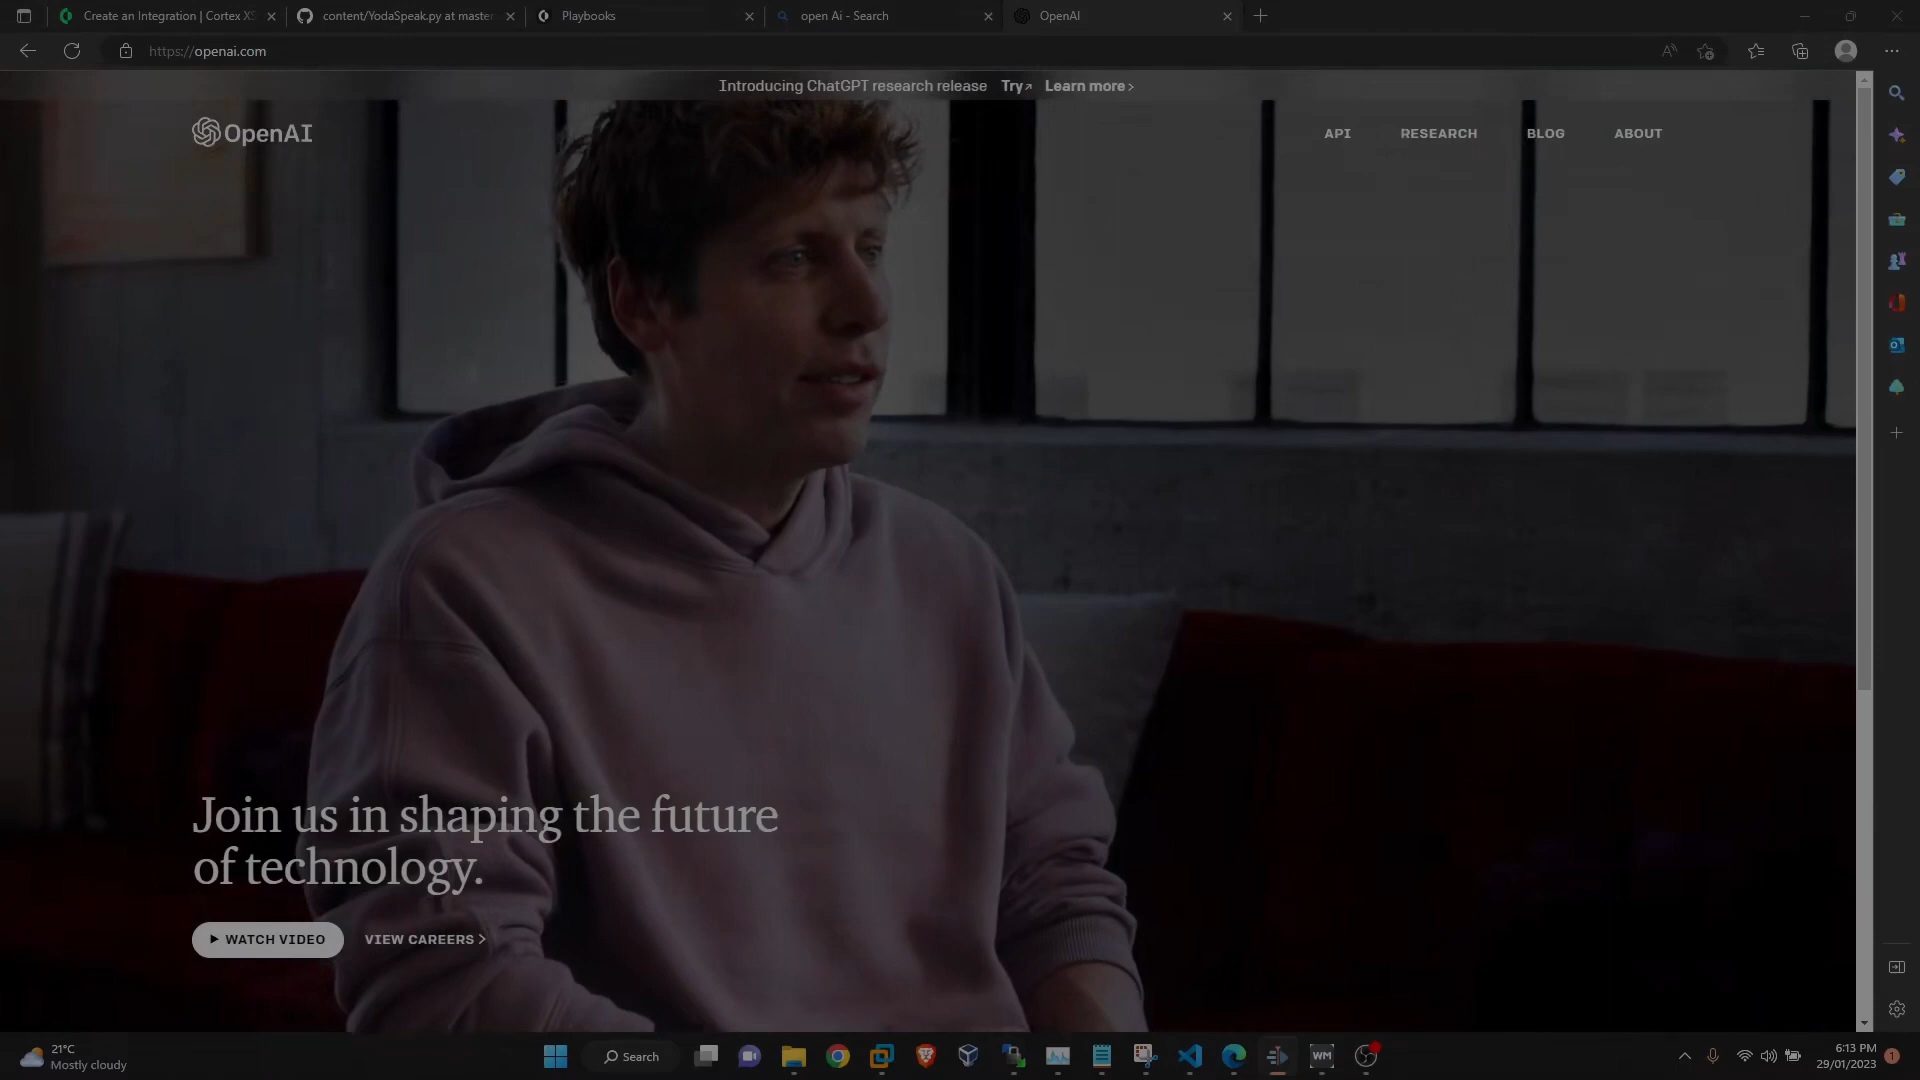 Create an Integration | Cortex XS
content/YodaSpeak.py at master
Playbooks
open Ai - Search
OpenAI
https://openai.com
Introducing ChatGPT research release Try Learn more
OpenAI
API RESEARCH BLOG ABOUT
Join us in shaping the future
of technology.
WATCH VIDEO VIEW CAREERS
21°C
Mostly cloudy
Search
WM
6:13 PM
29/01/2023
1